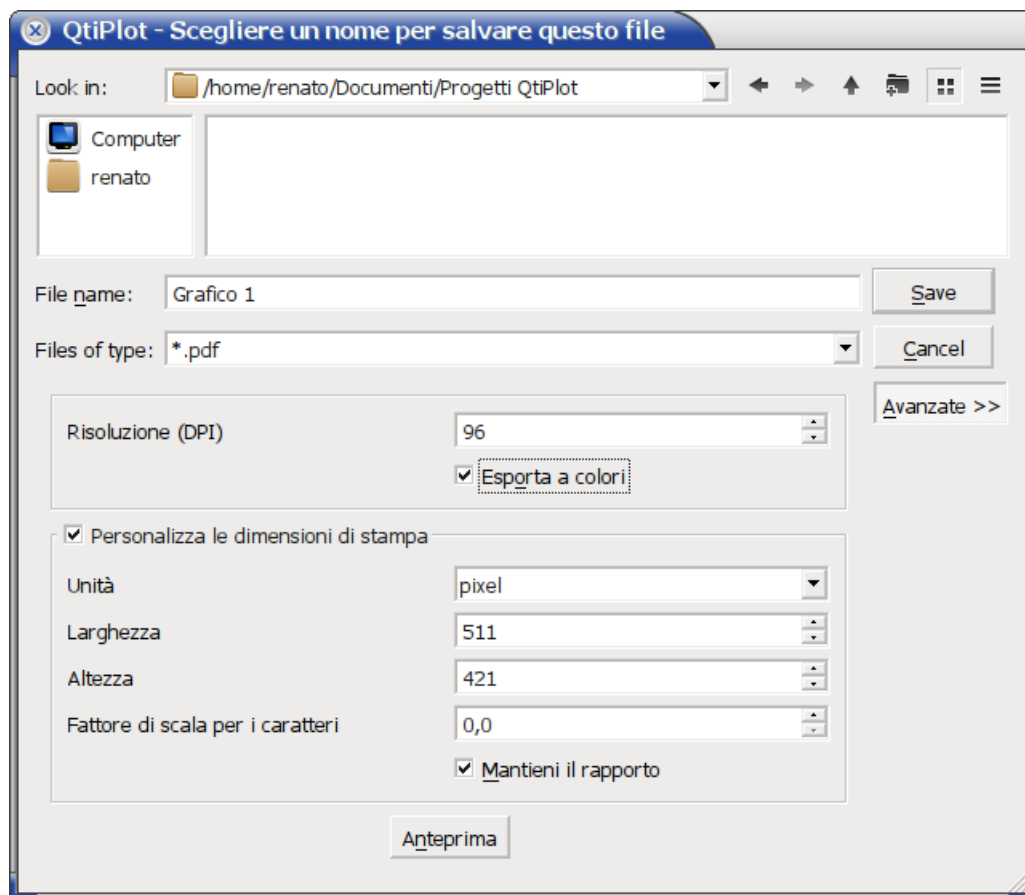 QtiPlot - Scegliere un nome per salvare questo file
Look in: /home/renato/Documenti/Progetti QtiPlot
Computer
renato
File name: Grafico 1 Save
Files of type: *.pdf Cancel
Avanzate >>
Risoluzione (DPI) 96
Esporta a colori
Personalizza le dimensioni di stampa
Unità pixel
Larghezza 511
Altezza 421
Fattore di scala per i caratteri 0,0
Mantieni il rapporto
Anteprima